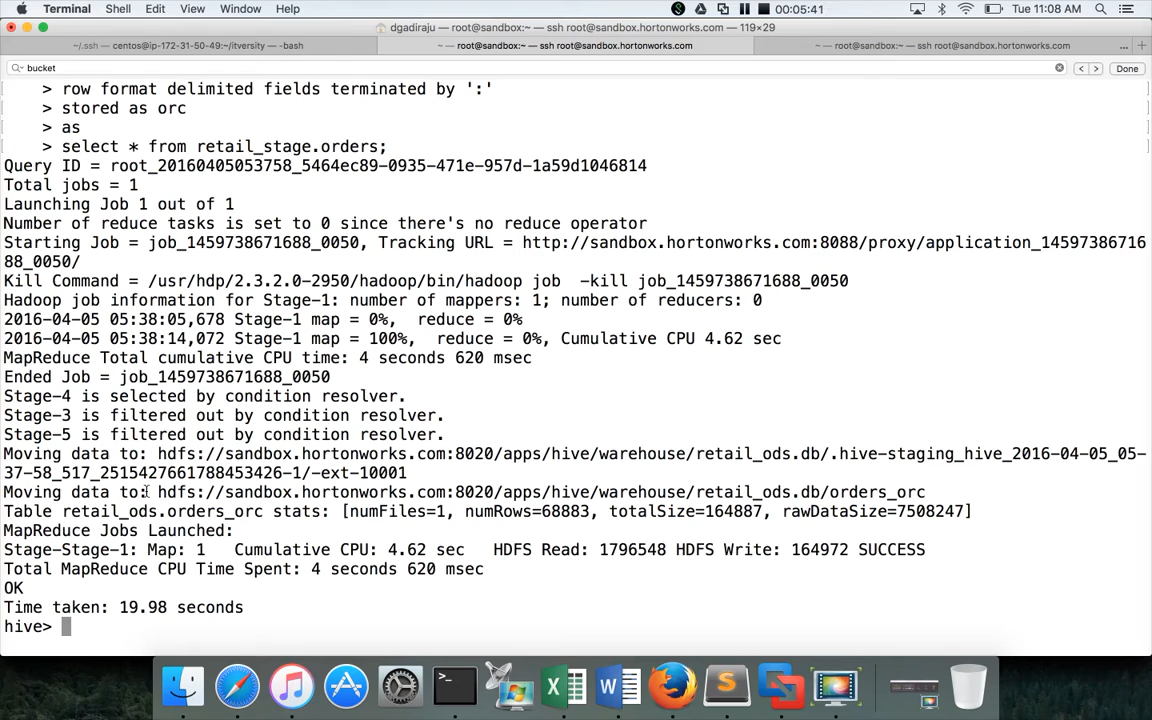 Terminal Shell Edit View Window Help 00:05:41 Tue 11:08 AM
dgadiraju — root@sandbox:~ — ssh root@sandbox.hortonworks.com — 119×29
~/.ssh — centos@ip-172-31-50-49:~/itversity — -bash ~ — root@sandbox:~ — ssh root@sandbox.hortonworks.com ~ — root@sandbox:~ — ssh root@sandbox.hortonworks.com ... +
bucket < > Done
> row format delimited fields terminated by ':'
> stored as orc
> as
> select * from retail_stage.orders;
Query ID = root_20160405053758_5464ec89-0935-471e-957d-1a59d1046814
Total jobs = 1
Launching Job 1 out of 1
Number of reduce tasks is set to 0 since there's no reduce operator
Starting Job = job_1459738671688_0050, Tracking URL = http://sandbox.hortonworks.com:8088/proxy/application_14597386716
88_0050/
Kill Command = /usr/hdp/2.3.2.0-2950/hadoop/bin/hadoop job  -kill job_1459738671688_0050
Hadoop job information for Stage-1: number of mappers: 1; number of reducers: 0
2016-04-05 05:38:05,678 Stage-1 map = 0%,  reduce = 0%
2016-04-05 05:38:14,072 Stage-1 map = 100%,  reduce = 0%, Cumulative CPU 4.62 sec
MapReduce Total cumulative CPU time: 4 seconds 620 msec
Ended Job = job_1459738671688_0050
Stage-4 is selected by condition resolver.
Stage-3 is filtered out by condition resolver.
Stage-5 is filtered out by condition resolver.
Moving data to: hdfs://sandbox.hortonworks.com:8020/apps/hive/warehouse/retail_ods.db/.hive-staging_hive_2016-04-05_05-
37-58_517_2515427661788453426-1/-ext-10001
Moving data to: hdfs://sandbox.hortonworks.com:8020/apps/hive/warehouse/retail_ods.db/orders_orc
Table retail_ods.orders_orc stats: [numFiles=1, numRows=68883, totalSize=164887, rawDataSize=7508247]
MapReduce Jobs Launched:
Stage-Stage-1: Map: 1   Cumulative CPU: 4.62 sec   HDFS Read: 1796548 HDFS Write: 164972 SUCCESS
Total MapReduce CPU Time Spent: 4 seconds 620 msec
OK
Time taken: 19.98 seconds
hive>